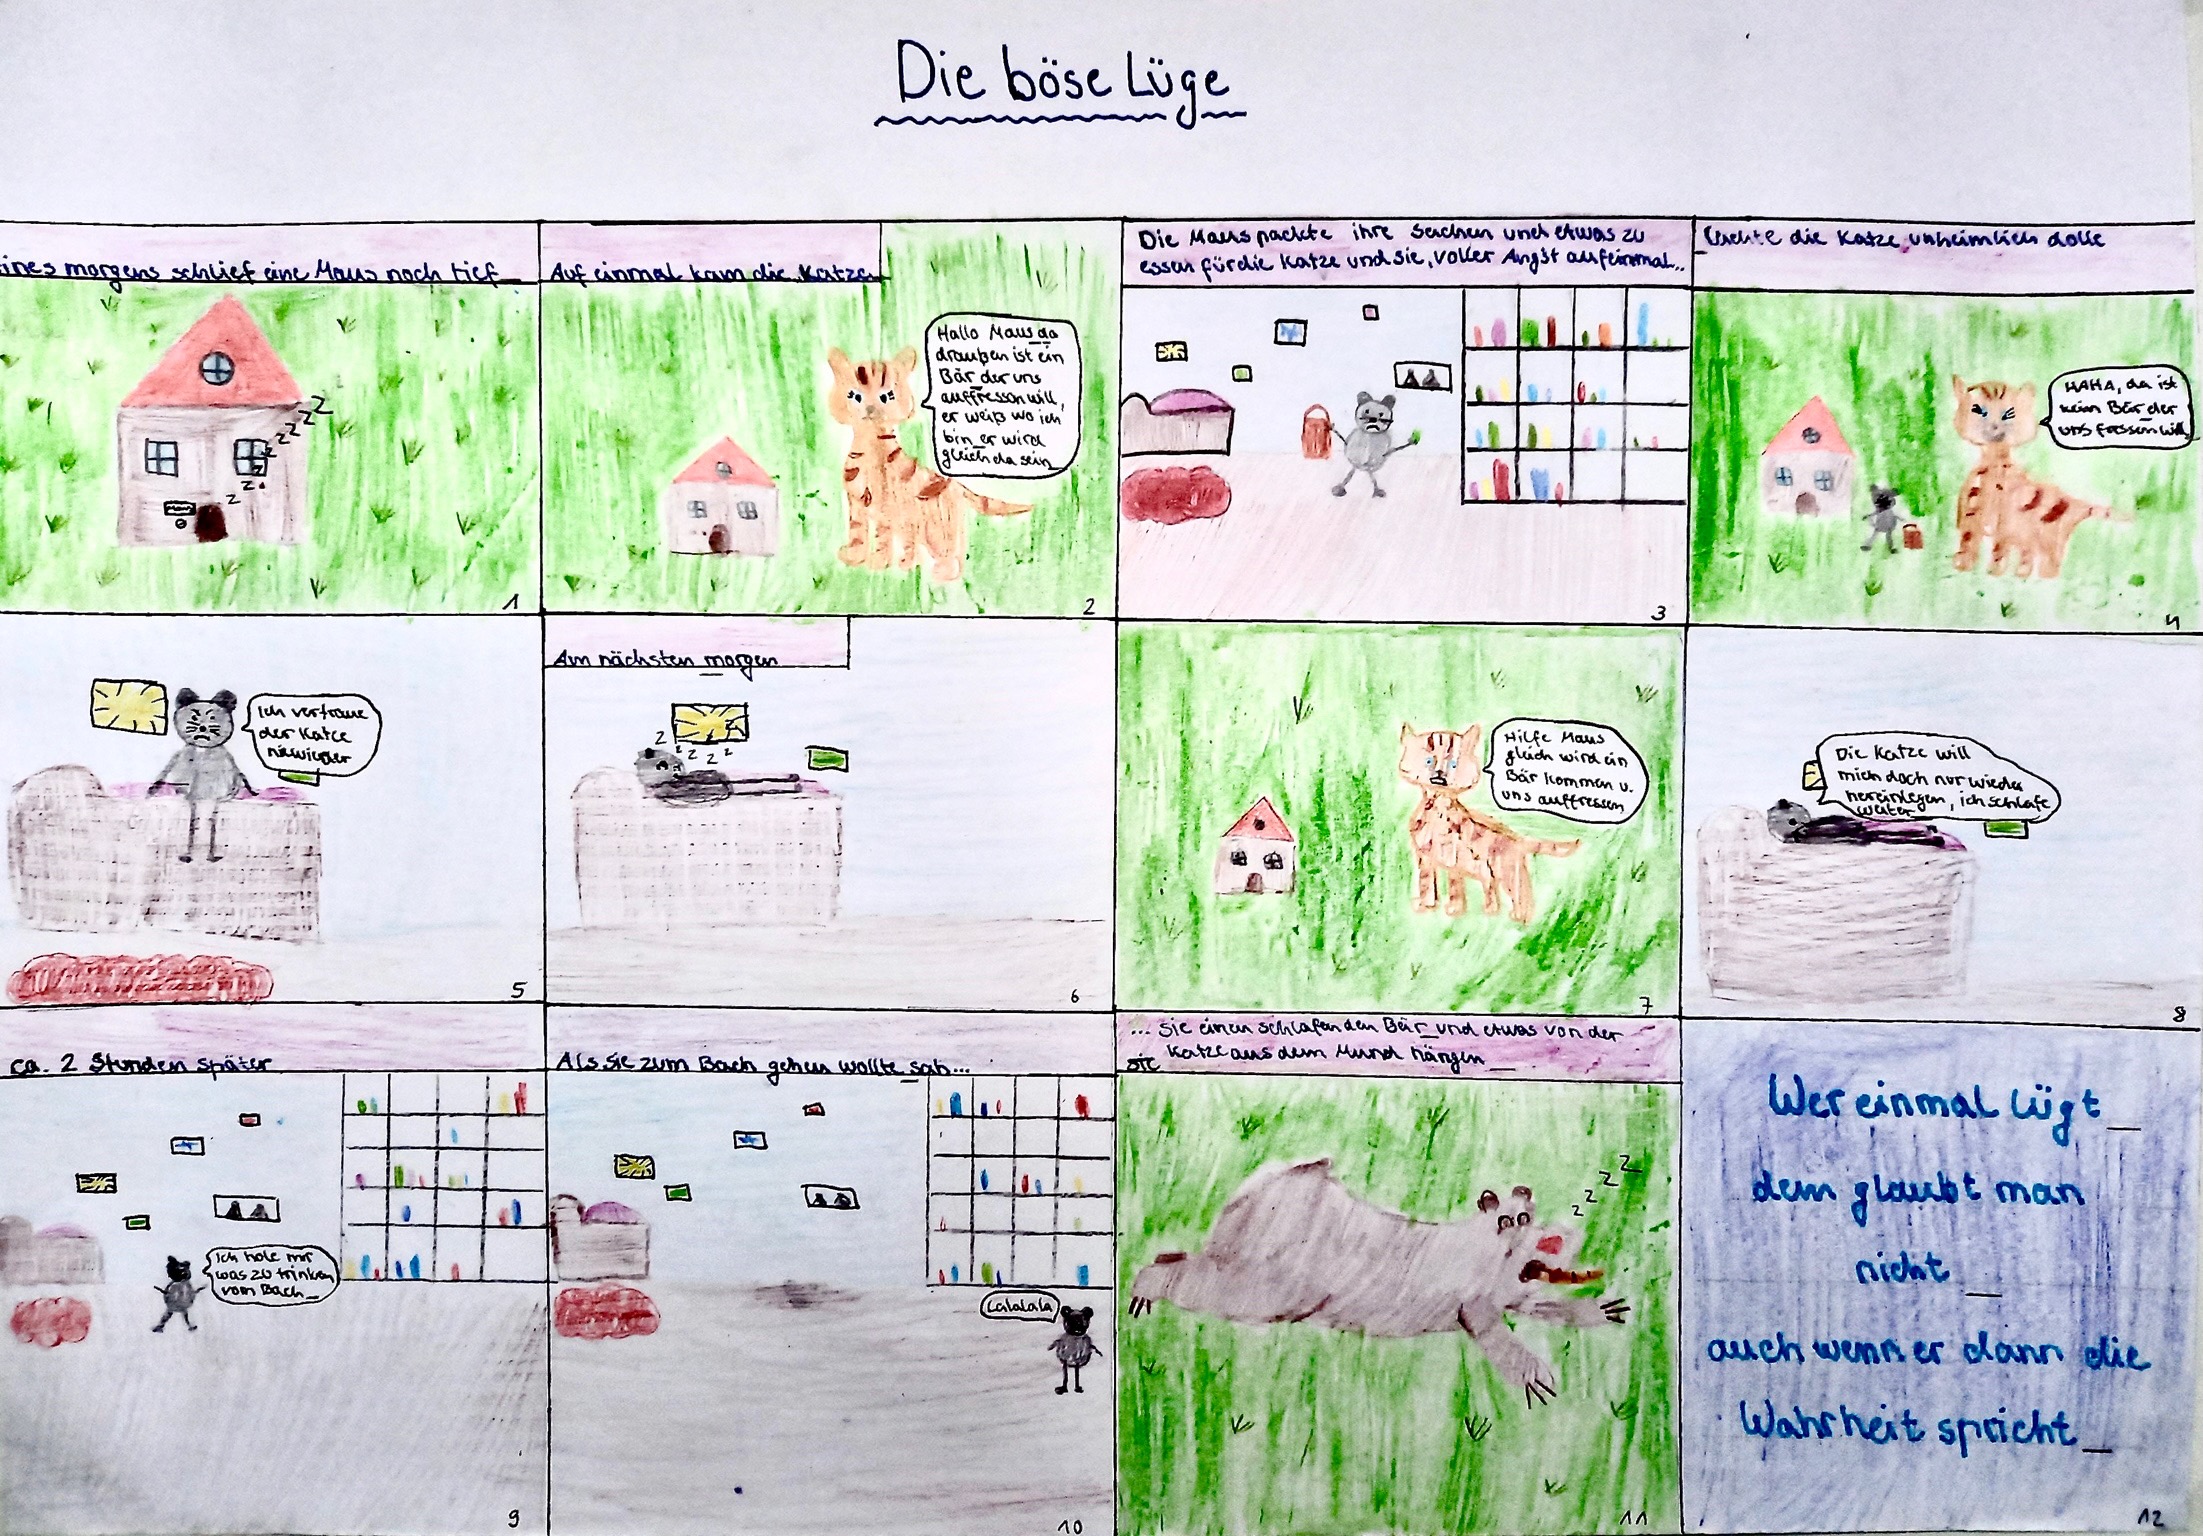 Die böse Lüge
ines morgens schlief eine Maus noch tief
z z z z z z z z z
Maus
1
Auf einmal kam die Katze
Hallo Maus da
draußen ist ein
Bär der uns
auffressen will,
er weiß wo ich
bin er wird
gleich da sein
2
Die Maus packte ihre Sachen und etwas zu
essen für die Katze und sie, voller Angst aufeinmal...
3
lachte die Katze unheimlich dolle
HAHA, da ist
kein Bär der
uns fressen will
4
Ich vertraue
der Katze
niewieder
5
Am nächsten morgen
z z z z z z
6
Hilfe Maus
gleich wird ein
Bär kommen u.
uns auffressen
7
Die Katze will
mich doch nur wieder
hereinlegen, ich schlafe
weiter
8
ca. 2 Stunden später
Ich hole mir
was zu trinken
vom Bach
9
Als sie zum Bach gehen wollte sah...
Lalalala
10
... sie einen schlafenden Bär und etwas von der
sie Katze aus dem Mund hängen
z z z z
11
Wer einmal lügt
dem glaubt man
nicht
auch wenn er dann die
Wahrheit spricht
12